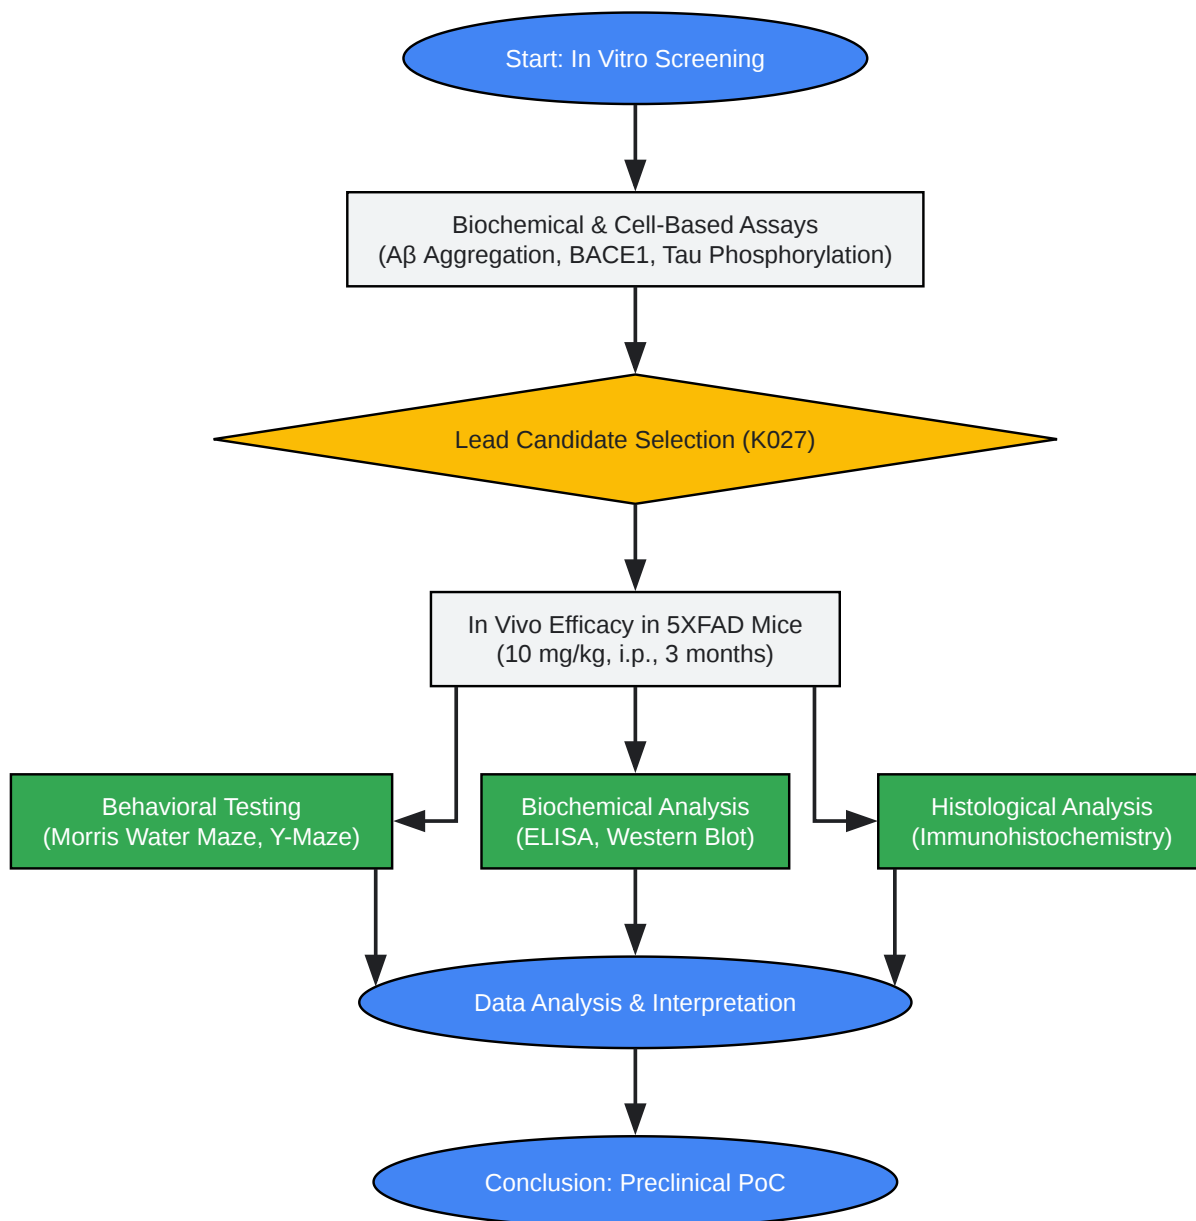 Start: In Vitro Screening
Biochemical & Cell-Based Assays
(Aβ Aggregation, BACE1, Tau Phosphorylation)
Lead Candidate Selection (K027)
In Vivo Efficacy in 5XFAD Mice
(10 mg/kg, i.p., 3 months)
Behavioral Testing
(Morris Water Maze, Y-Maze)
Biochemical Analysis
(ELISA, Western Blot)
Histological Analysis
(Immunohistochemistry)
Data Analysis & Interpretation
Conclusion: Preclinical PoC